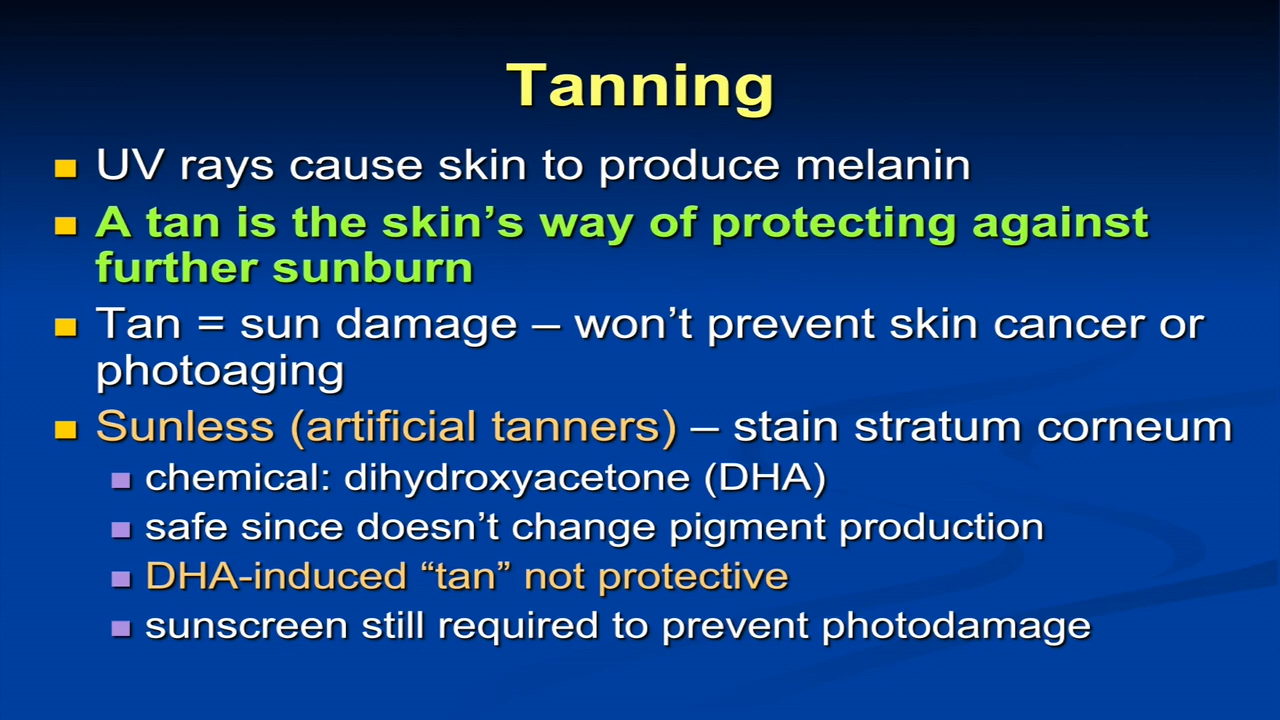 Tanning
UV rays cause skin to produce melanin
A tan is the skin’s way of protecting against
further sunburn
Tan = sun damage – won’t prevent skin cancer or
photoaging
Sunless (artificial tanners) – stain stratum corneum
chemical: dihydroxyacetone (DHA)
safe since doesn’t change pigment production
DHA-induced “tan” not protective
sunscreen still required to prevent photodamage